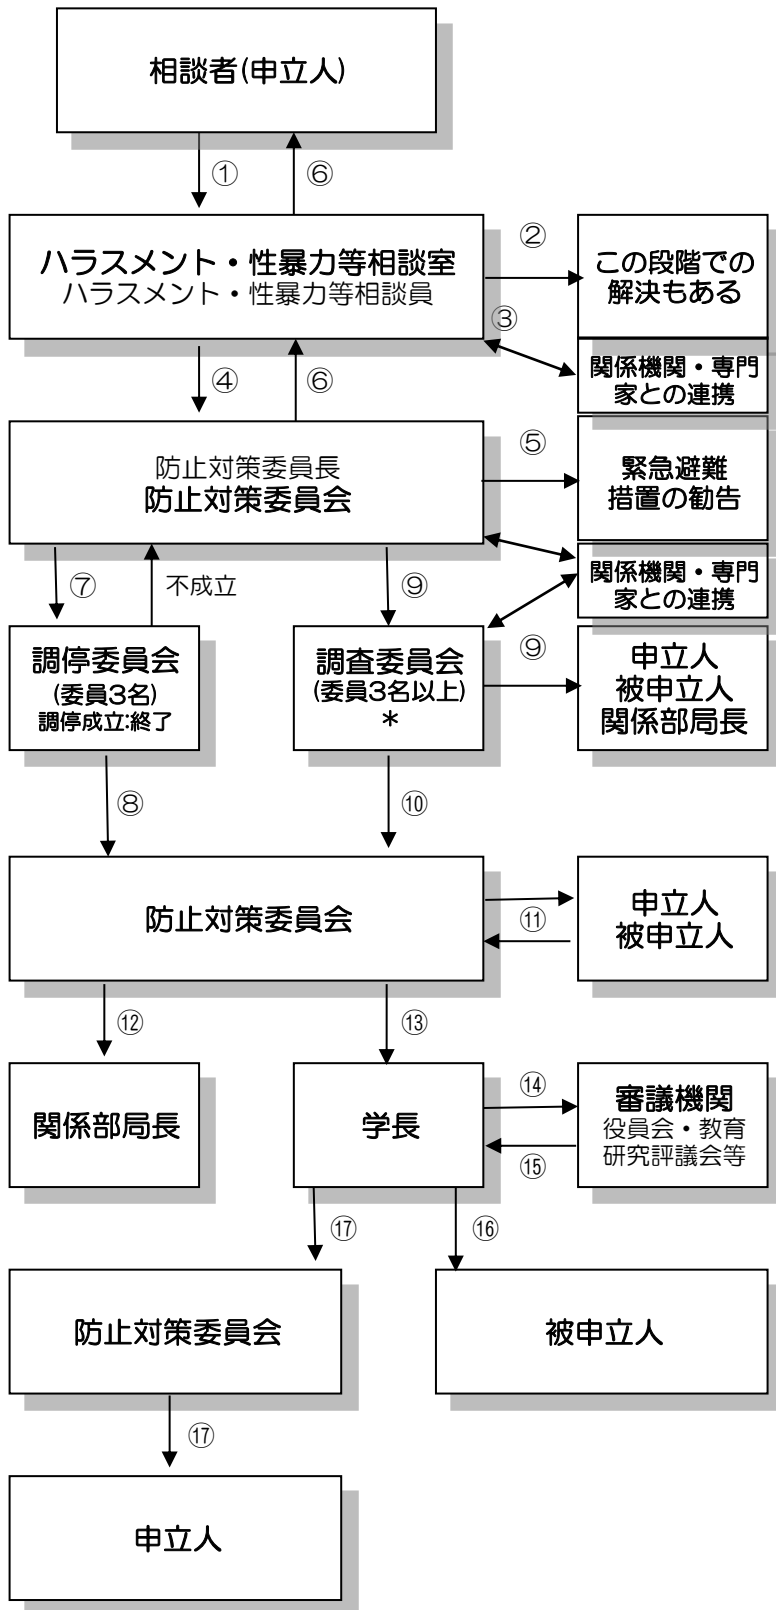 相談者(申立人)
①
⑥
ハラスメント・性暴力等相談室
ハラスメント・性暴力等相談員
②
この段階での
解決もある
③
関係機関・専門
家との連携
④
⑥
防止対策委員長
防止対策委員会
⑤
緊急避難
措置の勧告
関係機関・専門
家との連携
⑦
不成立
⑨
調停委員会
(委員3名)
調停成立:終了
調査委員会
(委員3名以上)
*
⑨
申立人
被申立人
関係部局長
⑧
⑩
防止対策委員会
⑪
申立人
被申立人
⑫
⑬
関係部局長
学長
⑭
⑮
審議機関
役員会・教育
研究評議会等
⑰
⑯
防止対策委員会
被申立人
⑰
申立人